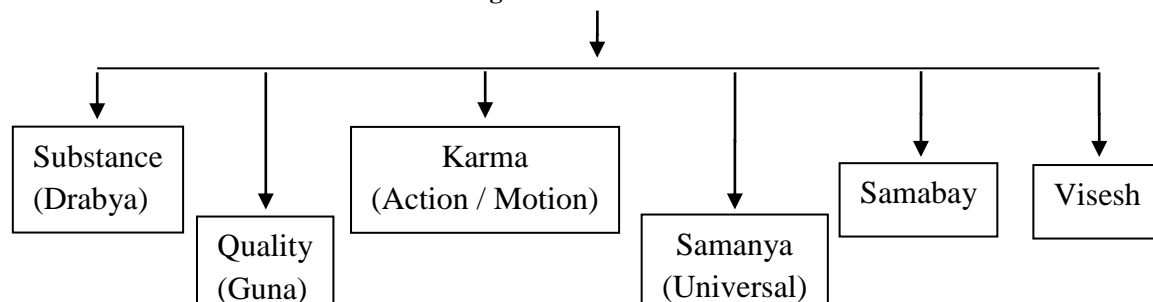 Substance
(Drabya)
Quality
(Guna)
Karma
(Action / Motion)
Samanya
(Universal)
Samabay
Visesh